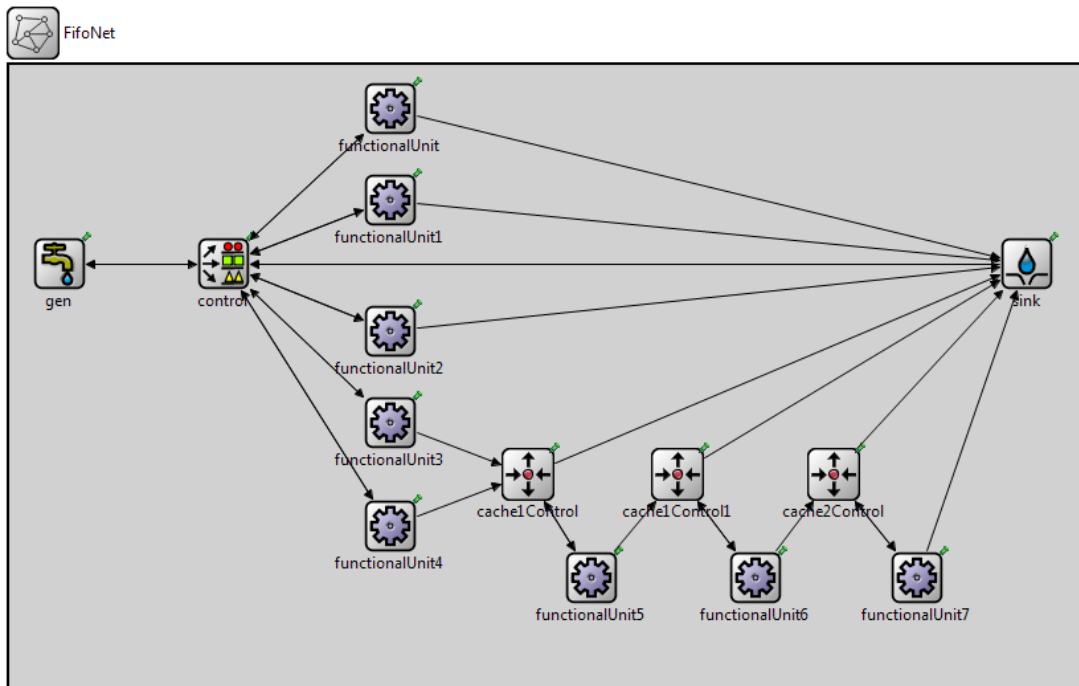 FifoNet
functionalUnit
functionalUnit1
gen
control
sink
functionalUnit2
functionalUnit3
cache1Control
cache1Control1
cache2Control
functionalUnit4
functionalUnit5
functionalUnit6
functionalUnit7